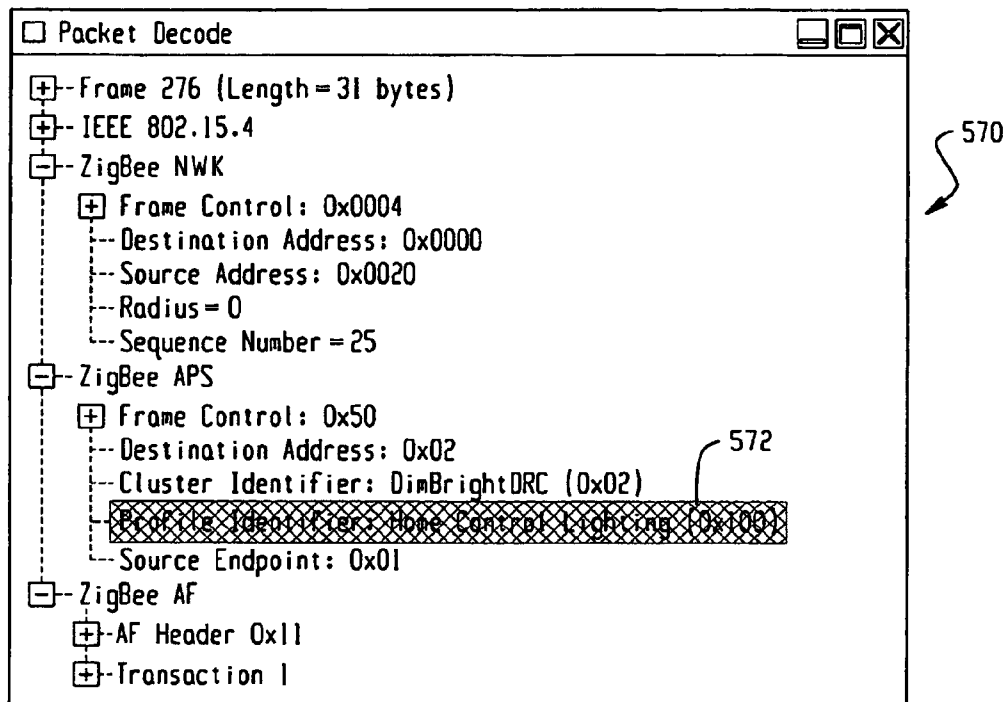 Packet Decode
Frame 276 (Length = 31 bytes)
IEEE 802.15.4
570
ZigBee NWK
Frame Control: 0x0004
Destination Address: 0x0000
Source Address: 0x0020
Radius = 0
Sequence Number = 25
ZigBee APS
Frame Control: 0x50
Destination Address: 0x02
572
Cluster Identifier: DimBrightDRC (0x02)
Profile Identifier: Home Control Lighting (0x100)
Source Endpoint: 0x01
ZigBee AF
AF Header 0x11
Transaction 1